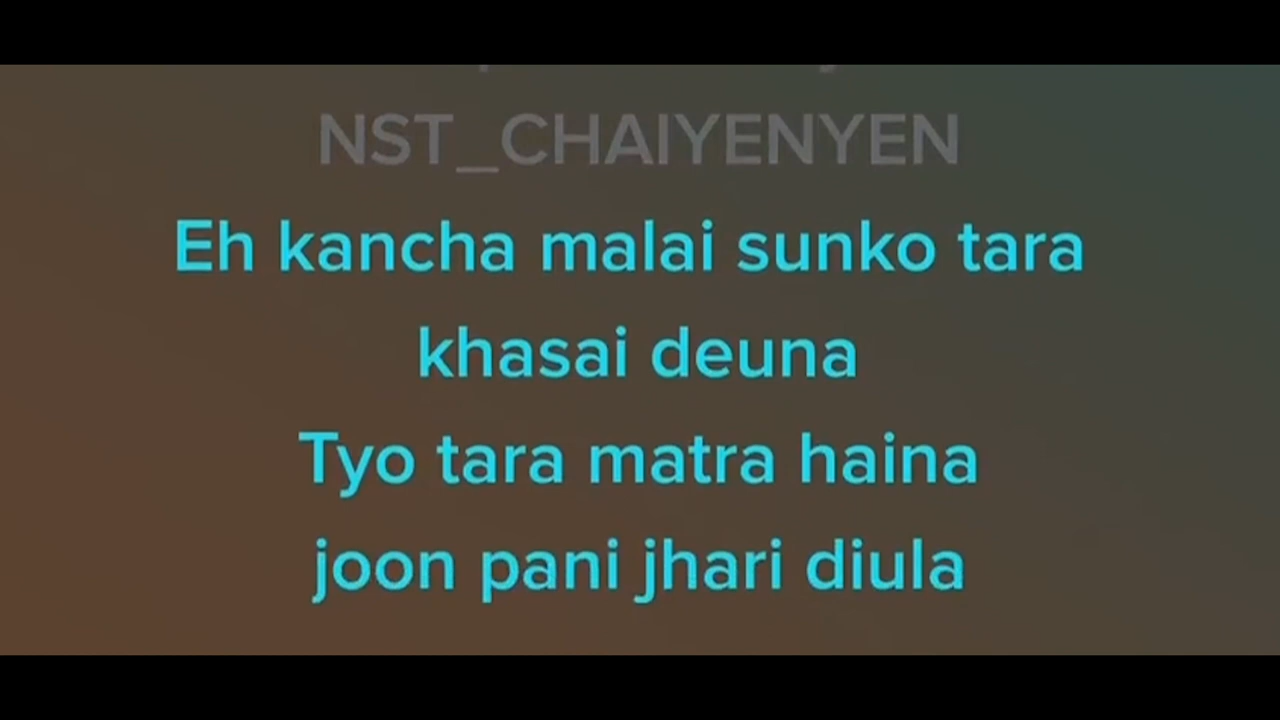 NST_CHAIYENYEN
Eh kancha malai sunko tara
khasai deuna
Tyo tara matra haina
joon pani jhari diula